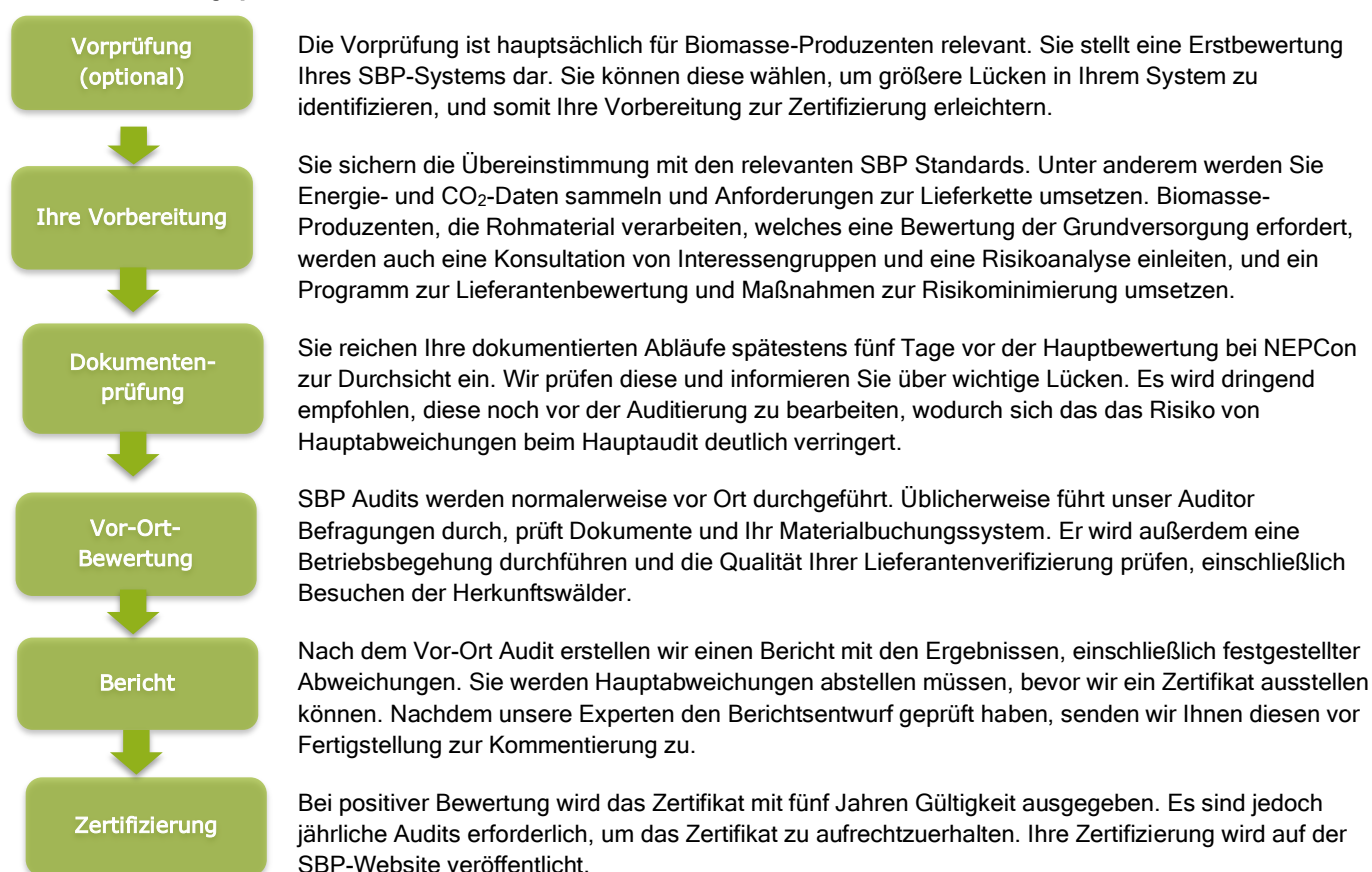 Vorprüfung
(optional)
Die Vorprüfung ist hauptsächlich für Biomasse-Produzenten relevant. Sie stellt eine Erstbewertung
Ihres SBP-Systems dar. Sie können diese wählen, um größere Lücken in Ihrem System zu
identifizieren, und somit Ihre Vorbereitung zur Zertifizierung erleichtern.
Ihre Vorbereitung
Sie sichern die Übereinstimmung mit den relevanten SBP Standards. Unter anderem werden Sie
Energie- und CO₂-Daten sammeln und Anforderungen zur Lieferkette umsetzen. Biomasse-
Produzenten, die Rohmaterial verarbeiten, welches eine Bewertung der Grundversorgung erfordert,
werden auch eine Konsultation von Interessengruppen und eine Risikoanalyse einleiten, und ein
Programm zur Lieferantenbewertung und Maßnahmen zur Risikominimierung umsetzen.
Dokumenten-
prüfung
Sie reichen Ihre dokumentierten Abläufe spätestens fünf Tage vor der Hauptbewertung bei NEPCon
zur Durchsicht ein. Wir prüfen diese und informieren Sie über wichtige Lücken. Es wird dringend
empfohlen, diese noch vor der Auditierung zu bearbeiten, wodurch sich das das Risiko von
Hauptabweichungen beim Hauptaudit deutlich verringert.
Vor-Ort-
Bewertung
SBP Audits werden normalerweise vor Ort durchgeführt. Üblicherweise führt unser Auditor
Befragungen durch, prüft Dokumente und Ihr Materialbuchungssystem. Er wird außerdem eine
Betriebsbegehung durchführen und die Qualität Ihrer Lieferantenverifizierung prüfen, einschließlich
Besuchen der Herkunftswälder.
Bericht
Nach dem Vor-Ort Audit erstellen wir einen Bericht mit den Ergebnissen, einschließlich festgestellter
Abweichungen. Sie werden Hauptabweichungen abstellen müssen, bevor wir ein Zertifikat ausstellen
können. Nachdem unsere Experten den Berichtsentwurf geprüft haben, senden wir Ihnen diesen vor
Fertigstellung zur Kommentierung zu.
Zertifizierung
Bei positiver Bewertung wird das Zertifikat mit fünf Jahren Gültigkeit ausgegeben. Es sind jedoch
jährliche Audits erforderlich, um das Zertifikat zu aufrechtzuerhalten. Ihre Zertifizierung wird auf der
SBP-Website veröffentlicht.